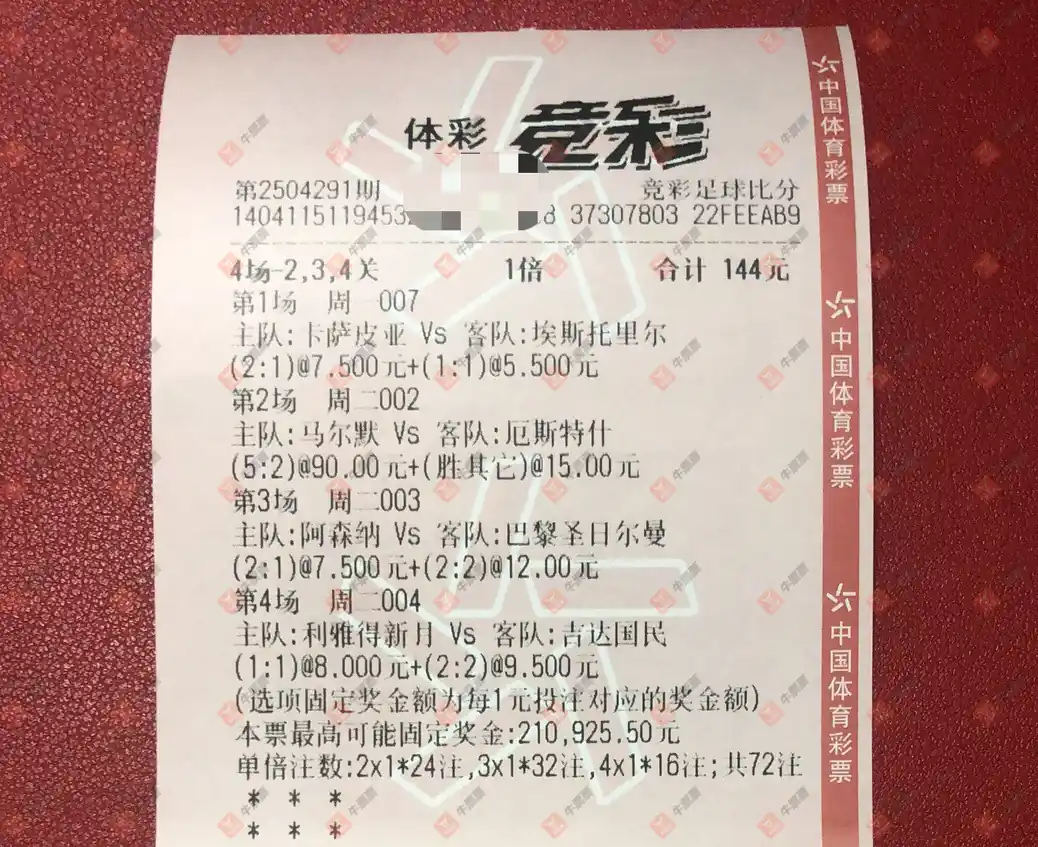 体彩 竞彩
第2504291期 竞彩足球比分
1404115119453 8 37307803 22FEEAB9
4场-2,3,4关 1倍 合计 144元
第1场 周一007
主队:卡萨皮亚 Vs 客队:埃斯托里尔
(2:1)@7.500元+(1:1)@5.500元
第2场 周二002
主队:马尔默 Vs 客队:厄斯特什
(5:2)@90.00元+(胜其它)@15.00元
第3场 周二003
主队:阿森纳 Vs 客队:巴黎圣日尔曼
(2:1)@7.500元+(2:2)@12.00元
第4场 周二004
主队:利雅得新月 Vs 客队:吉达国民
(1:1)@8.000元+(2:2)@9.500元
(选项固定奖金额为每1元投注对应的奖金额)
本票最高可能固定奖金:210,925.50元
单倍注数:2x1*24注,3x1*32注,4x1*16注;共72注
* * *
* * *
中国体育彩票
中国体育彩票
中国体育彩票